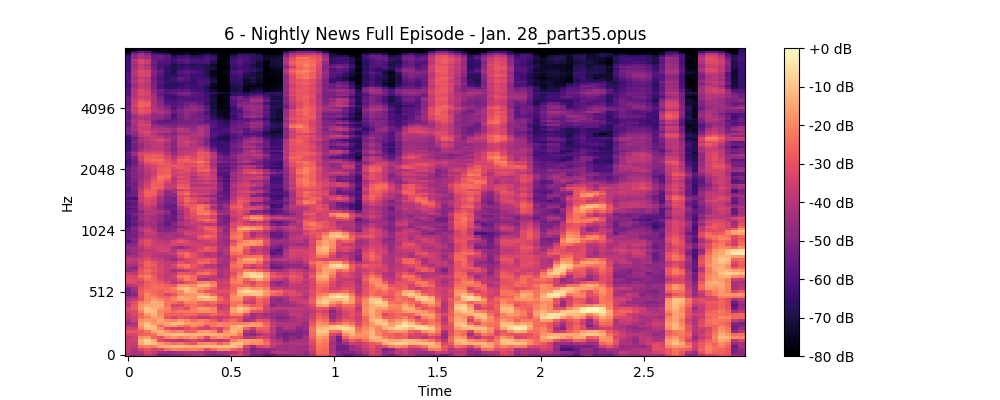 6 - Nightly News Full Episode - Jan. 28_part35.opus
Hz
4096
2048
1024
512
0
0
0.5
1
1.5
2
2.5
Time
+0 dB
-10 dB
-20 dB
-30 dB
-40 dB
-50 dB
-60 dB
-70 dB
-80 dB